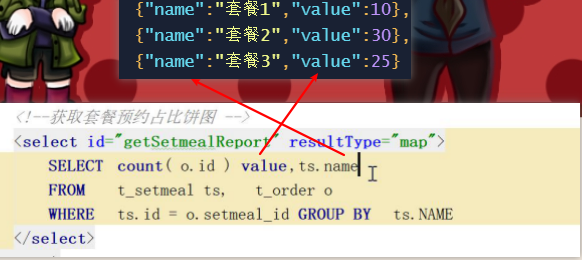 {"name":"套餐1","value":10},
{"name":"套餐2","value":30},
{"name":"套餐3","value":25}
<!--获取套餐预约占比饼图 -->
<select id="getSetmealReport" resultType="map">
SELECT count( o.id ) value,ts.name
FROM t_setmeal ts, t_order o
WHERE ts.id = o.setmeal_id GROUP BY ts.NAME
</select>